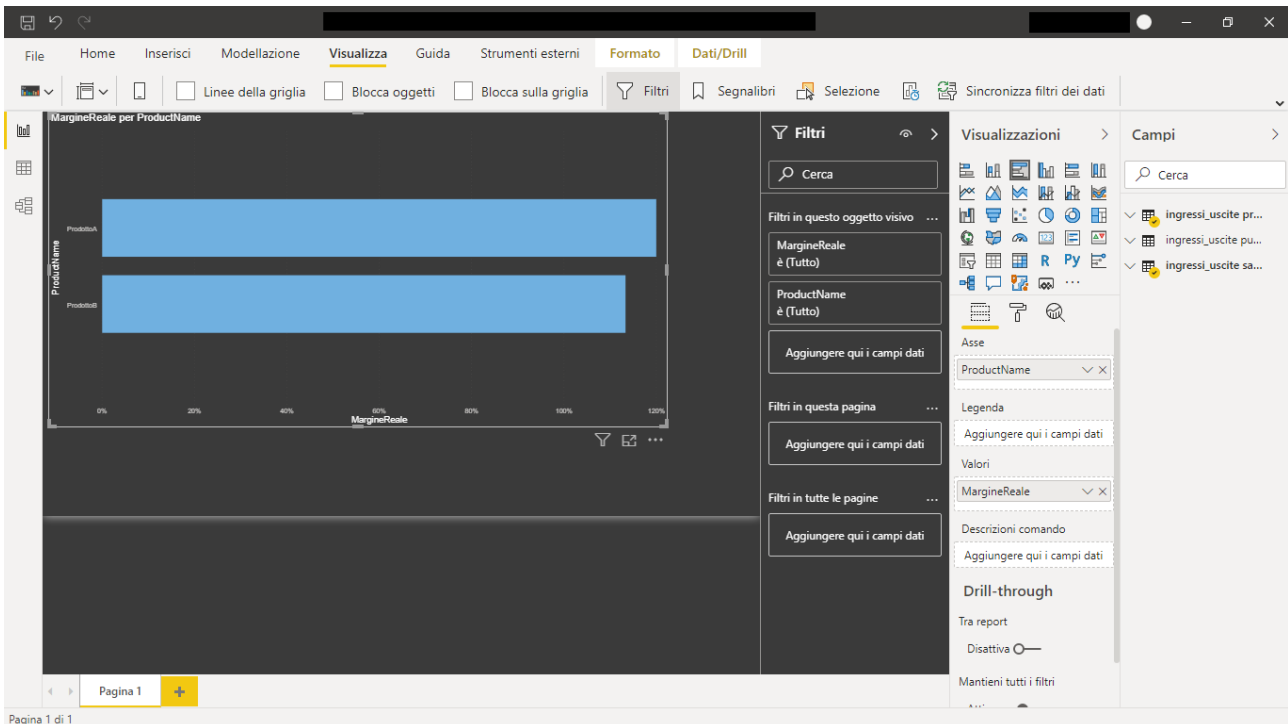 File Home Inserisci Modellazione Visualizza Guida Strumenti esterni Formato Dati/Drill
Linee della griglia Blocca oggetti Blocca sulla griglia Filtri Segnalibri Selezione Sincronizza filtri dei dati
MargineReale per ProductName
ProductName
ProdottoA
ProdottoB
0% 20% 40% 60% 80% 100% 120%
MargineReale
Filtri
Cerca
Filtri in questo oggetto visivo ...
MargineReale
è (Tutto)
ProductName
è (Tutto)
Aggiungere qui i campi dati
Filtri in questa pagina ...
Aggiungere qui i campi dati
Filtri in tutte le pagine ...
Aggiungere qui i campi dati
Visualizzazioni
R Py
Asse
ProductName
Legenda
Aggiungere qui i campi dati
Valori
MargineReale
Descrizioni comando
Aggiungere qui i campi dati
Drill-through
Tra report
Disattiva
Mantieni tutti i filtri
Campi
Cerca
ingressi_uscite pr...
ingressi_uscite pu...
ingressi_uscite sa...
Pagina 1
Pagina 1 di 1